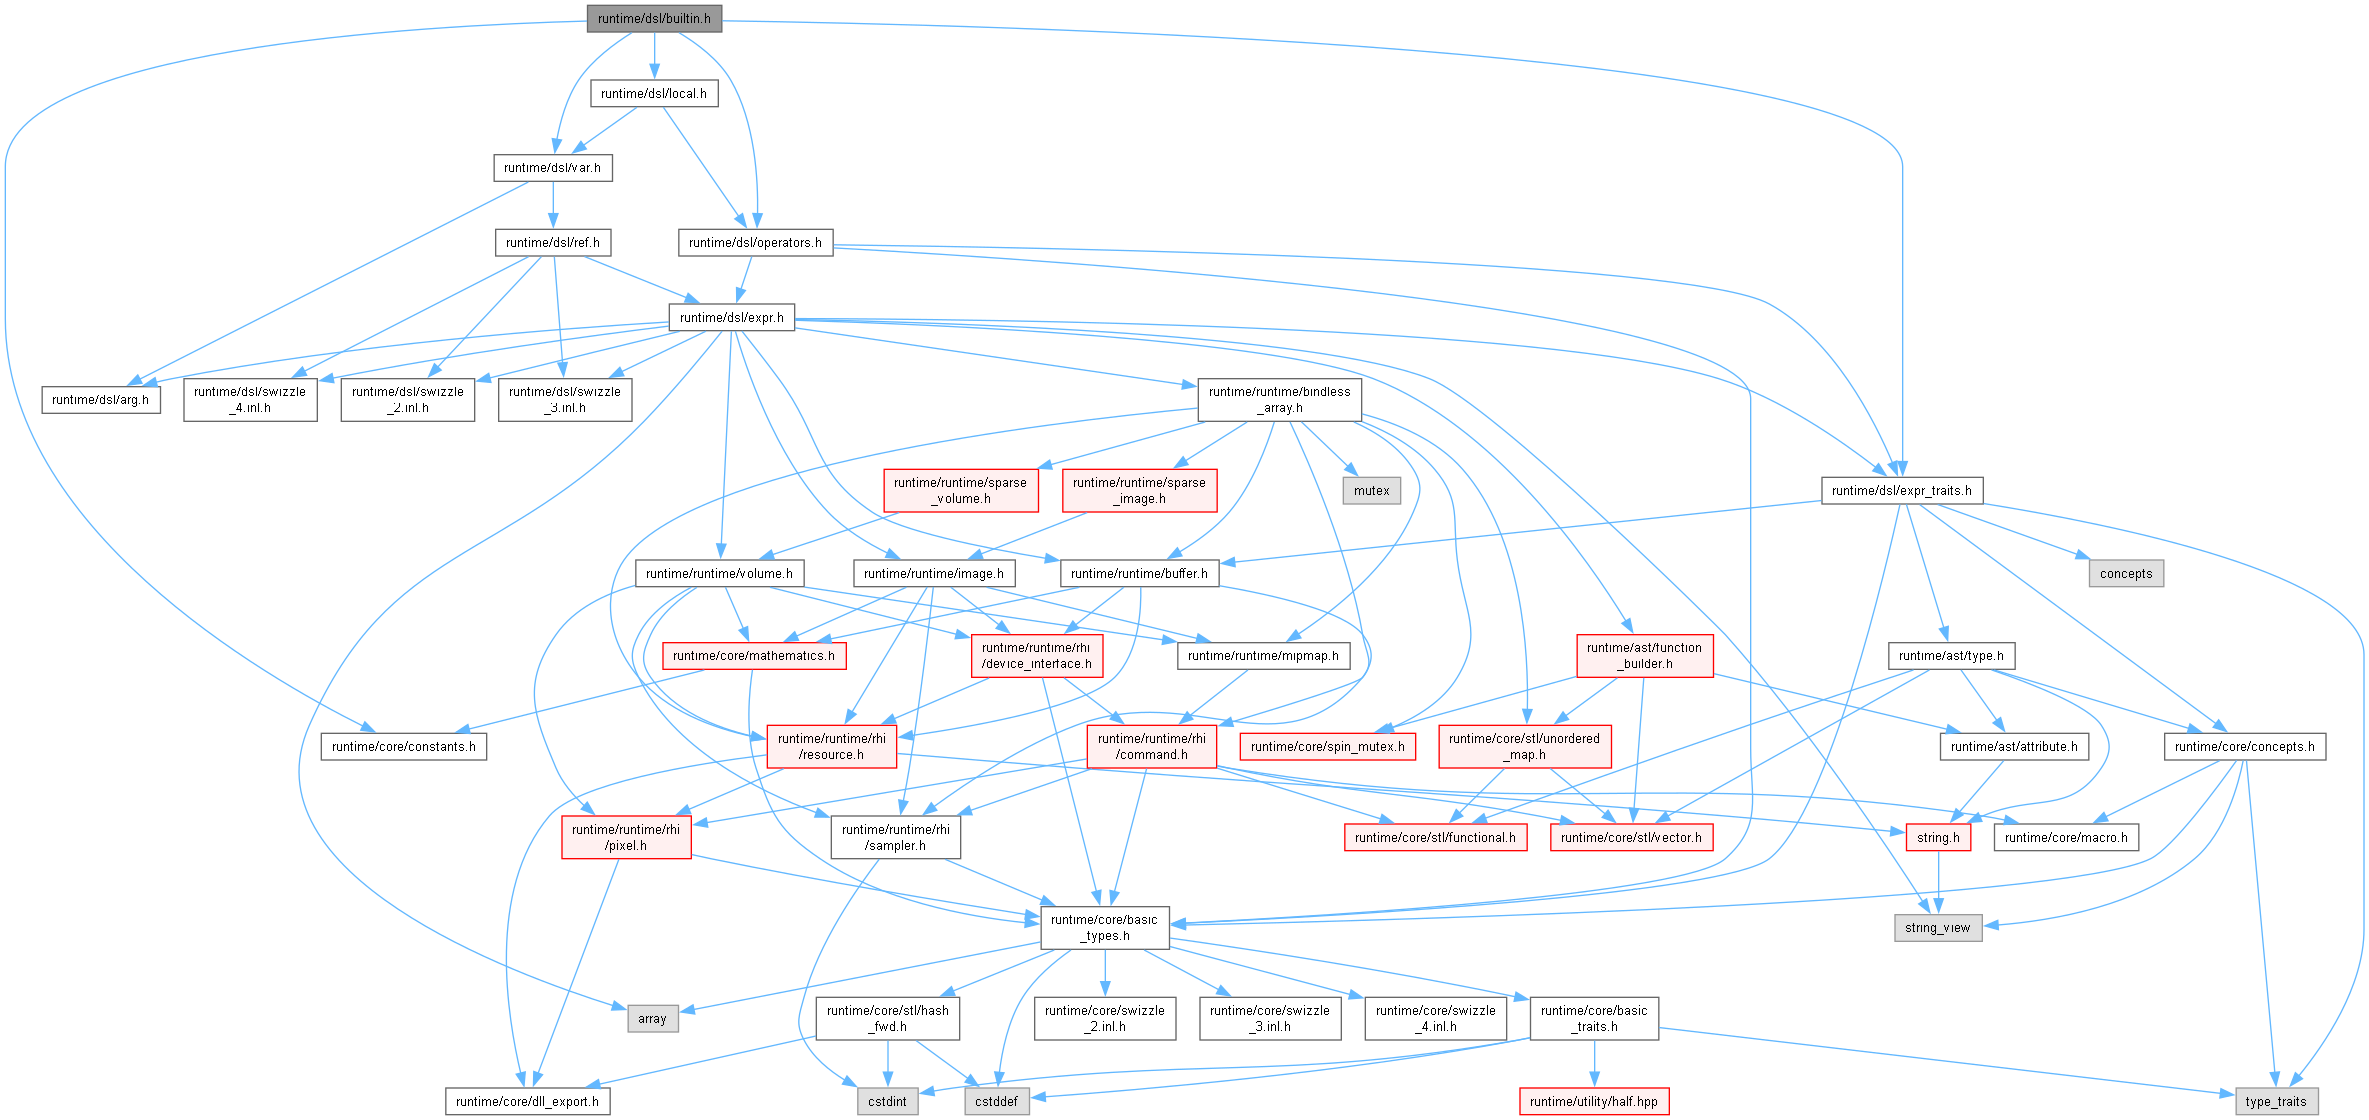 runtime/dsl/builtin.h
runtime/dsl/local.h
runtime/dsl/var.h
runtime/dsl/ref.h
runtime/dsl/operators.h
runtime/dsl/expr.h
runtime/dsl/arg.h
runtime/dsl/swizzle
_4.inl.h
runtime/dsl/swizzle
_2.inl.h
runtime/dsl/swizzle
_3.inl.h
runtime/runtime/bindless
_array.h
runtime/runtime/sparse
_volume.h
runtime/runtime/sparse
_image.h
mutex
runtime/dsl/expr_traits.h
runtime/runtime/volume.h
runtime/runtime/image.h
runtime/runtime/buffer.h
concepts
runtime/core/mathematics.h
runtime/runtime/rhi
/device_interface.h
runtime/runtime/mipmap.h
runtime/ast/function
_builder.h
runtime/ast/type.h
runtime/core/constants.h
runtime/runtime/rhi
/resource.h
runtime/runtime/rhi
/command.h
runtime/core/spin_mutex.h
runtime/core/stl/unordered
_map.h
runtime/ast/attribute.h
runtime/core/concepts.h
runtime/runtime/rhi
/pixel.h
runtime/runtime/rhi
/sampler.h
runtime/core/stl/functional.h
runtime/core/stl/vector.h
string.h
runtime/core/macro.h
runtime/core/basic
_types.h
string_view
array
runtime/core/stl/hash
_fwd.h
runtime/core/swizzle
_2.inl.h
runtime/core/swizzle
_3.inl.h
runtime/core/swizzle
_4.inl.h
runtime/core/basic
_traits.h
runtime/core/dll_export.h
cstdint
cstddef
runtime/utility/half.hpp
type_traits